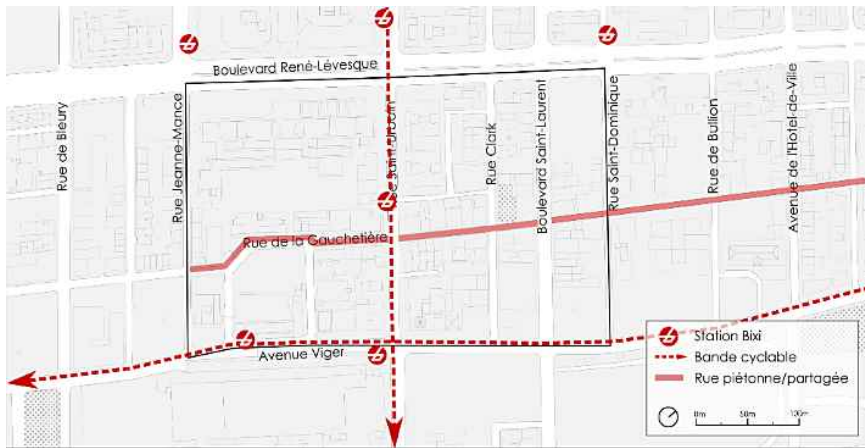 Boulevard René-Lévesque
Rue de Bleury
Rue Jeanne-Mance
Saint-Urbain
Rue Clark
Boulevard Saint-Laurent
Rue Saint-Dominique
Rue de Bullion
Avenue de l'Hôtel-de-Ville
Rue de la Gauchetière
Avenue Viger
Station Bixi
Bande cyclable
Rue piétonne/partagée
0m 50m 100m